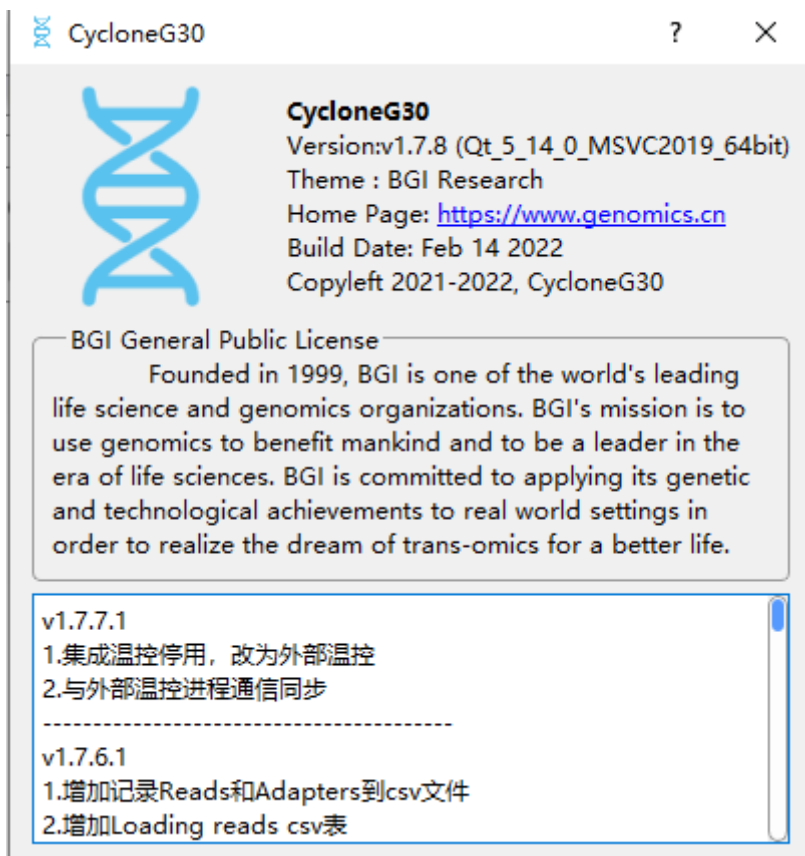 CycloneG30
?
CycloneG30
Version:v1.7.8 (Qt_5_14_0_MSVC2019_64bit)
Theme : BGI Research
Home Page: https://www.genomics.cn
Build Date: Feb 14 2022
Copyleft 2021-2022, CycloneG30
BGI General Public License
Founded in 1999, BGI is one of the world's leading
life science and genomics organizations. BGI's mission is to
use genomics to benefit mankind and to be a leader in the
era of life sciences. BGI is committed to applying its genetic
and technological achievements to real world settings in
order to realize the dream of trans-omics for a better life.
v1.7.7.1
1.集成温控停用，改为外部温控
2.与外部温控进程通信同步
-----------------------------------------
v1.7.6.1
1.增加记录Reads和Adapters到csv文件
2.增加Loading reads csv表